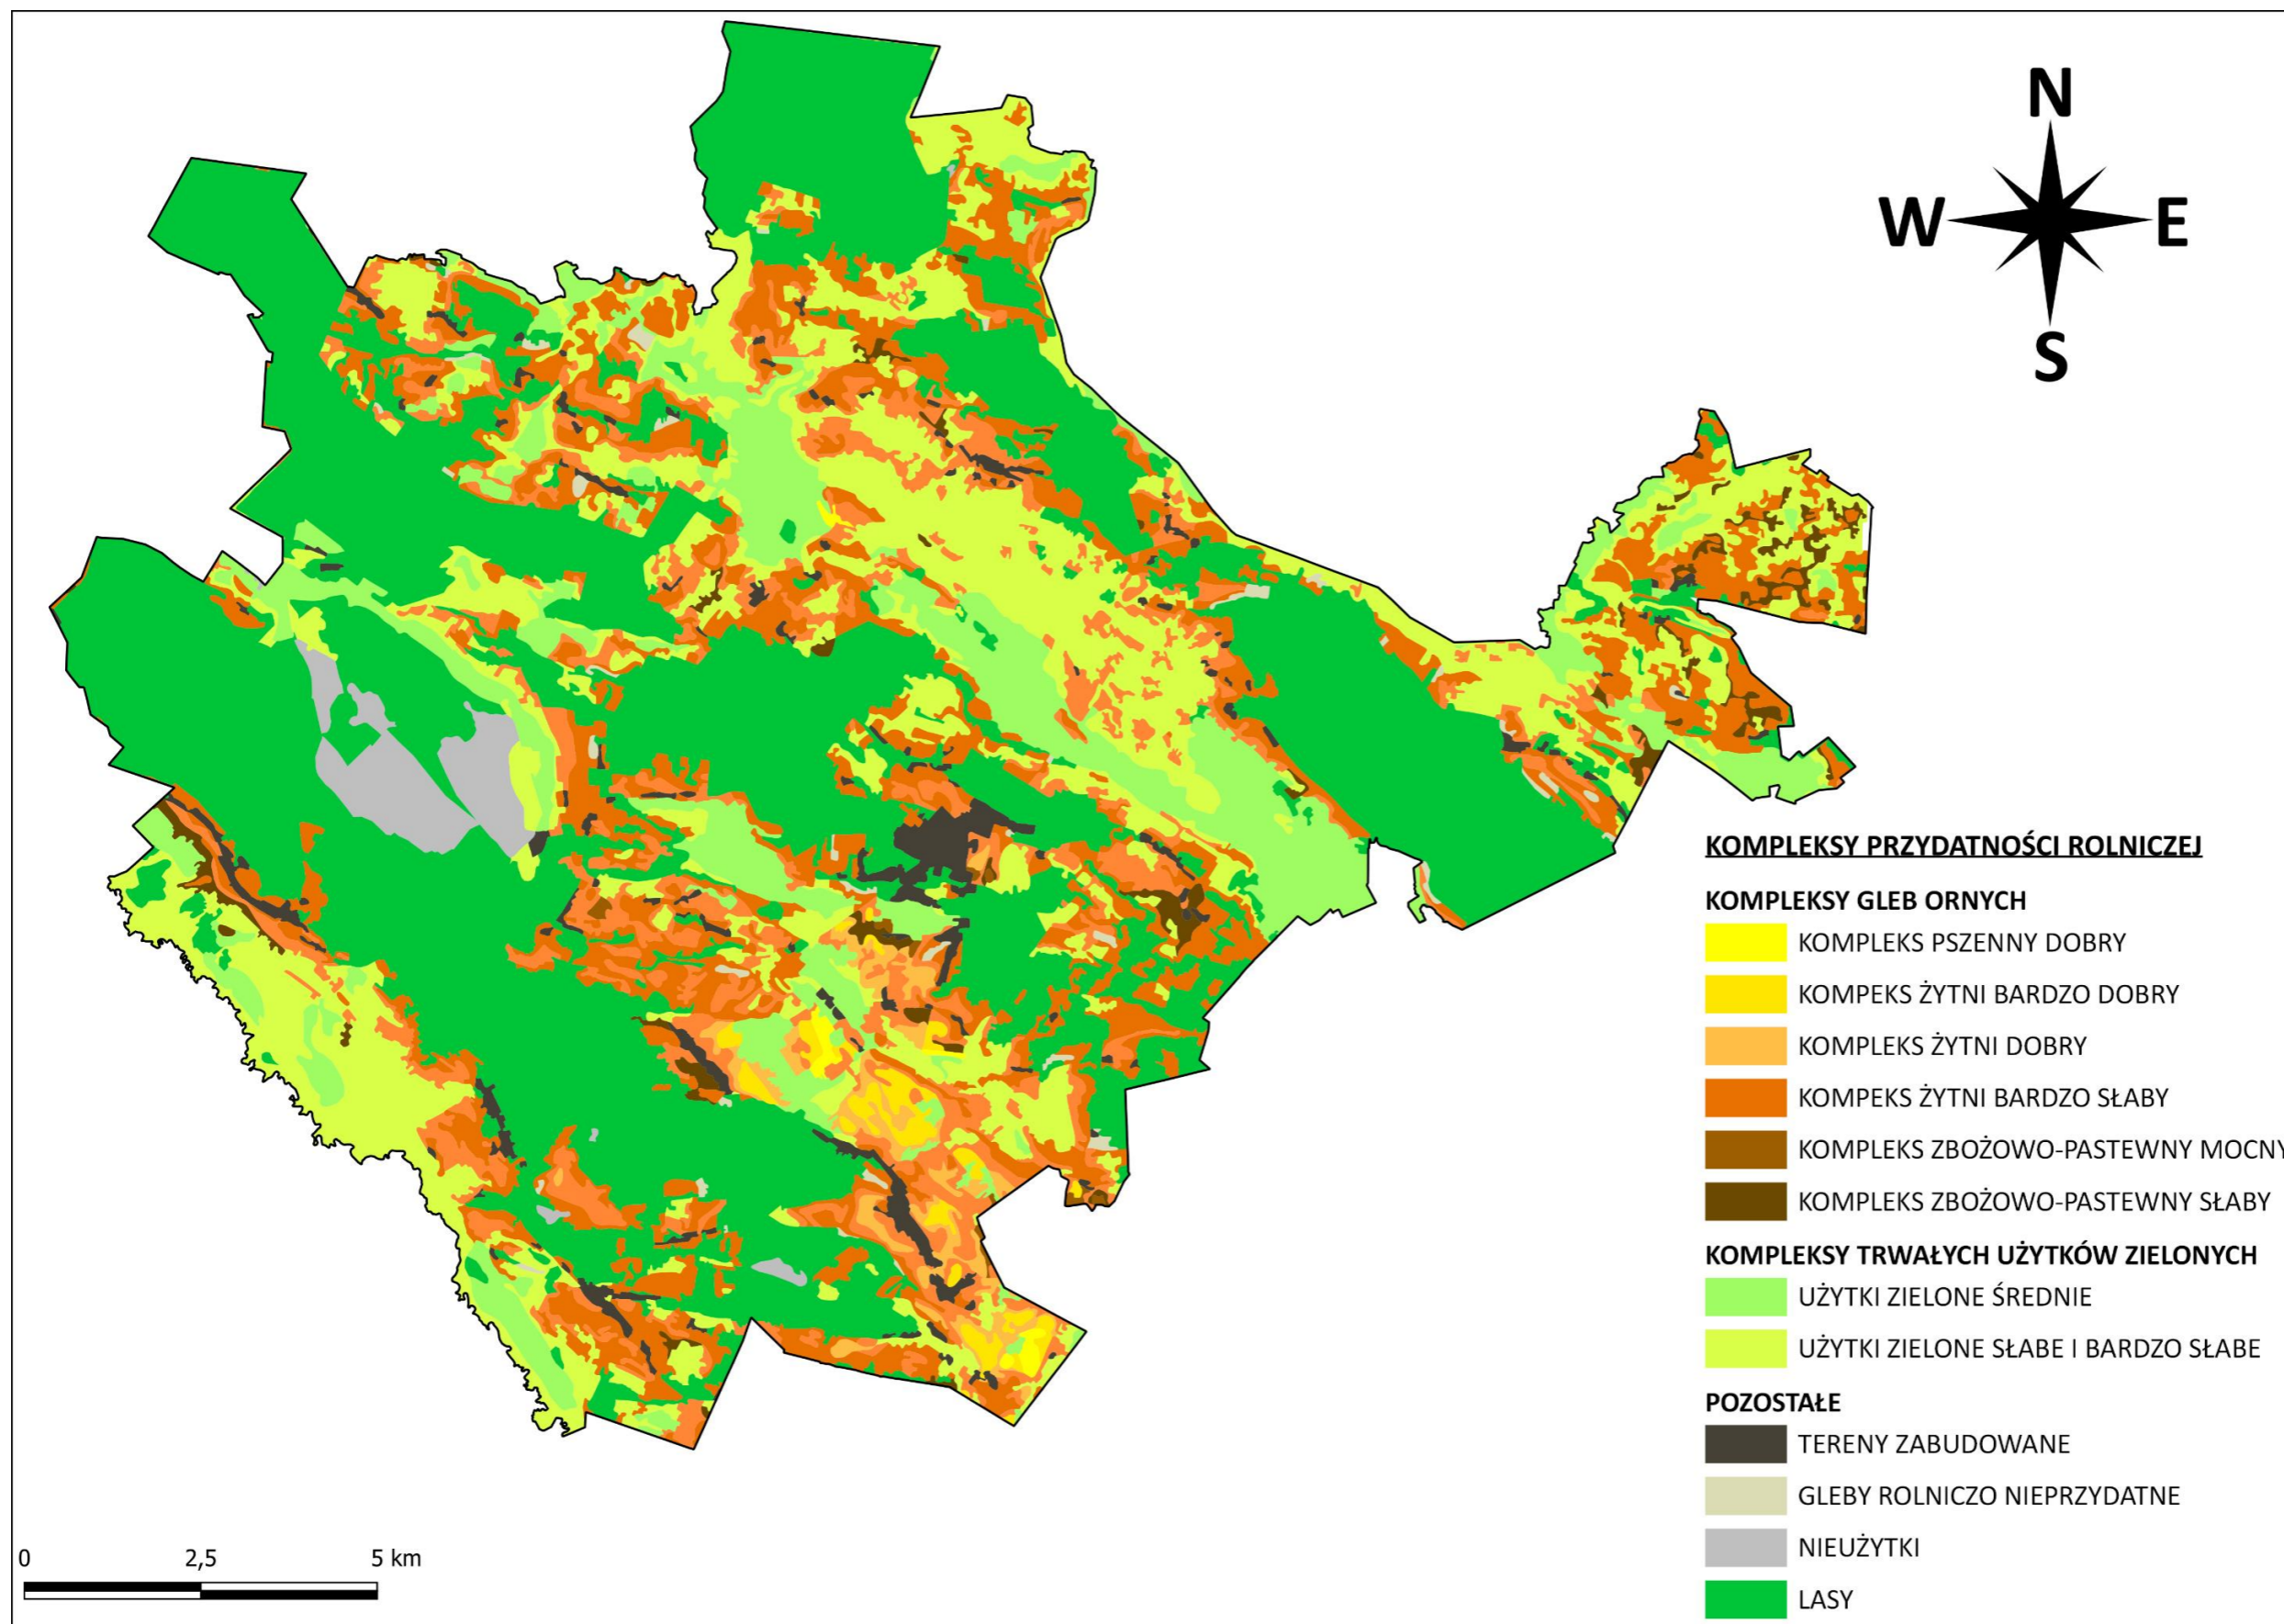 N
W E
S
KOMPLEKSY PRZYDATNOŚCI ROLNICZEJ
KOMPLEKSY GLEB ORNYCH
KOMPLEKS PSZENNY DOBRY
KOMPEKS ŻYTNI BARDZO DOBRY
KOMPLEKS ŻYTNI DOBRY
KOMPEKS ŻYTNI BARDZO SŁABY
KOMPLEKS ZBOŻOWO-PASTEWNY MOCNY
KOMPLEKS ZBOŻOWO-PASTEWNY SŁABY
KOMPLEKSY TRWAŁYCH UŻYTKÓW ZIELONYCH
UŻYTKI ZIELONE ŚREDNIE
UŻYTKI ZIELONE SŁABE I BARDZO SŁABE
POZOSTAŁE
TERENY ZABUDOWANE
GLEBY ROLNICZO NIEPRZYDATNE
NIEUŻYTKI
LASY
0 2,5 5 km